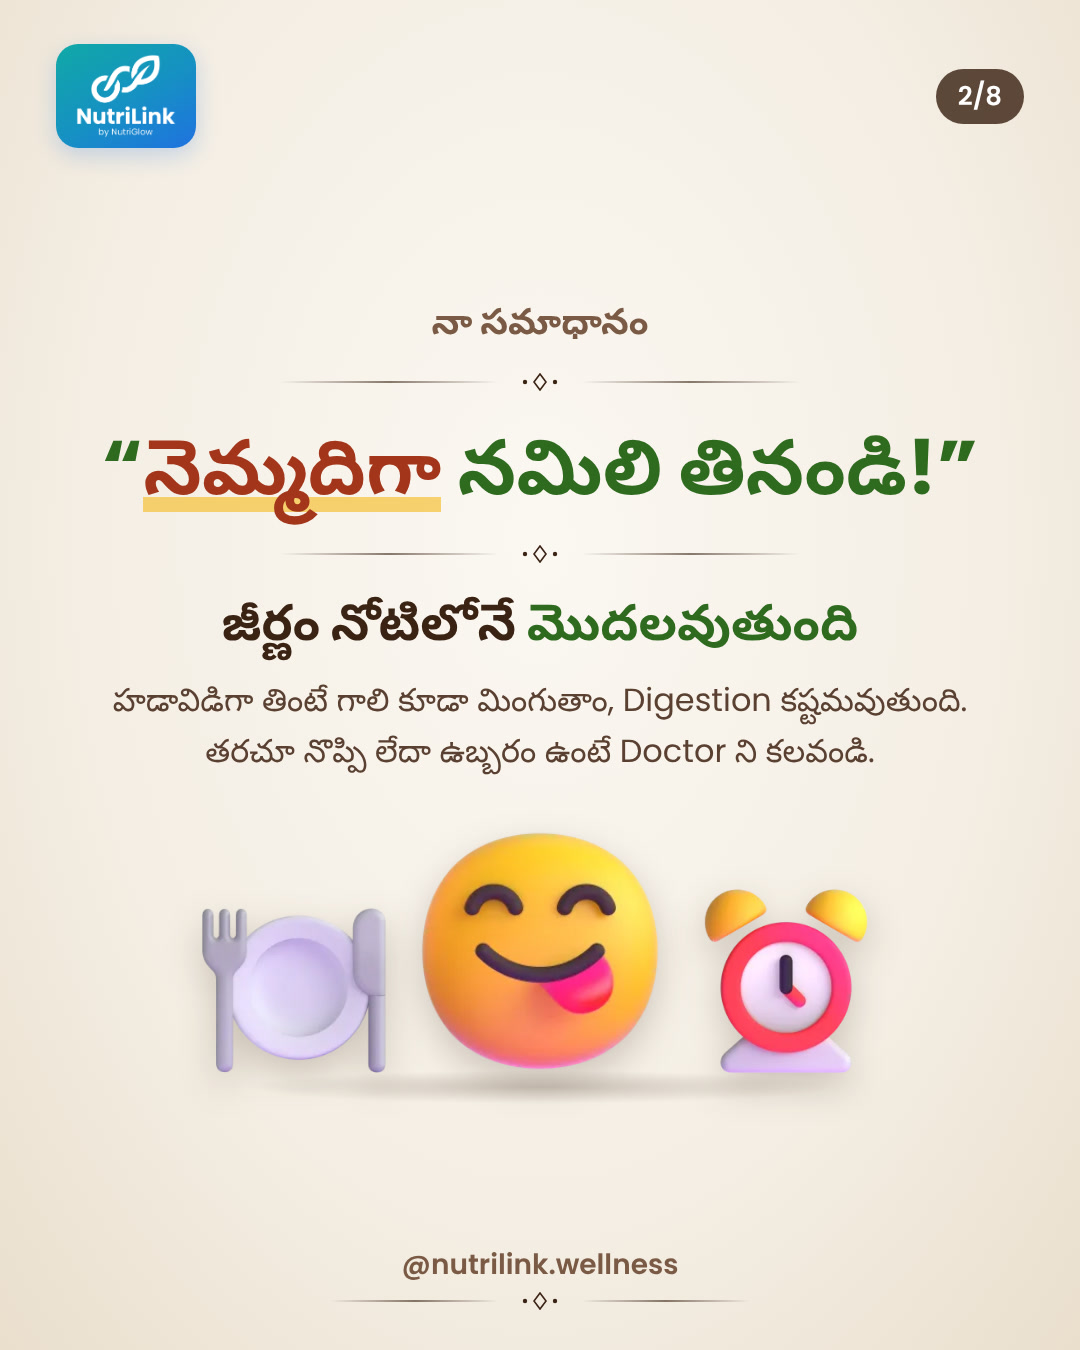 NutriLink
by NutriGlow
2/8
నా సమాధానం
“నెమ్మదిగా నమిలి తినండి!”
జీర్ణం నోటిలోనే మొదలవుతుంది
హడావిడిగా తింటే గాలి కూడా మింగుతాం, Digestion కష్టమవుతుంది.
తరచూ నొప్పి లేదా ఉబ్బరం ఉంటే Doctor ని కలవండి.
@nutrilink.wellness